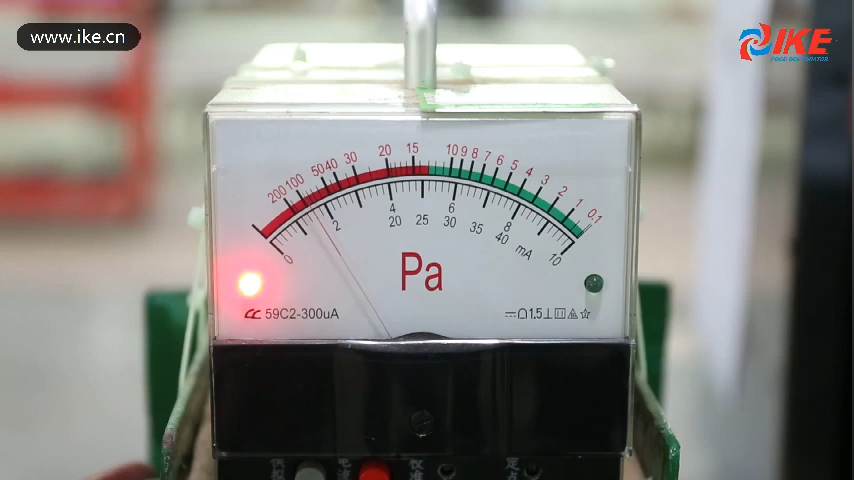 www.ike.cn
IKE
FOOD DEHYDRATOR
200 100 50 40 30 20 15 10 9 8 7 6 5 4 3 2 1 0.1
0 2 4 6 8 10
20 25 30 35 40 mA
Pa
59C2-300uA
1.5